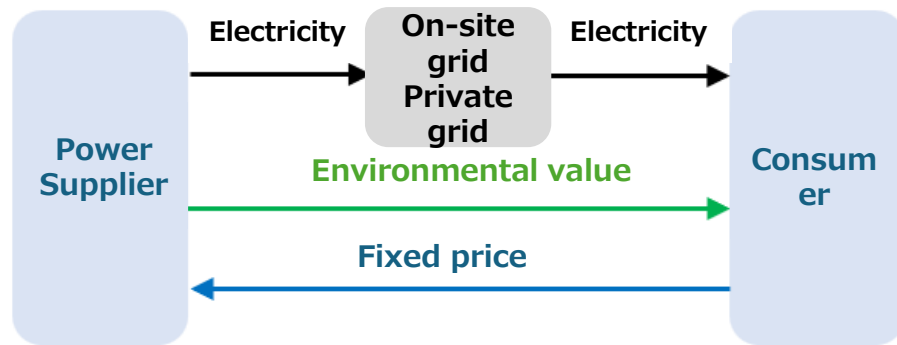 Electricity
On-site
grid
Private
grid
Electricity
Power
Supplier
Environmental value
Consum
er
Fixed price